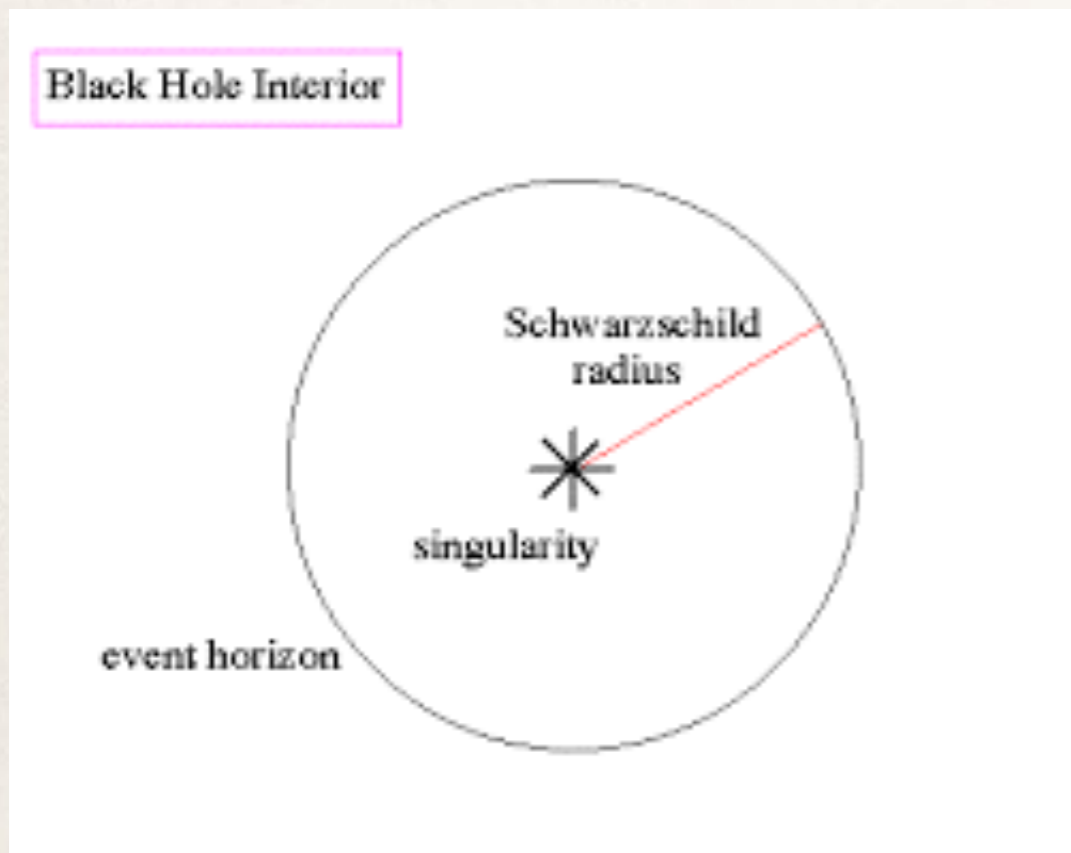 Black Hole Interior
Schwarzschild
radius
singularity
event horizon